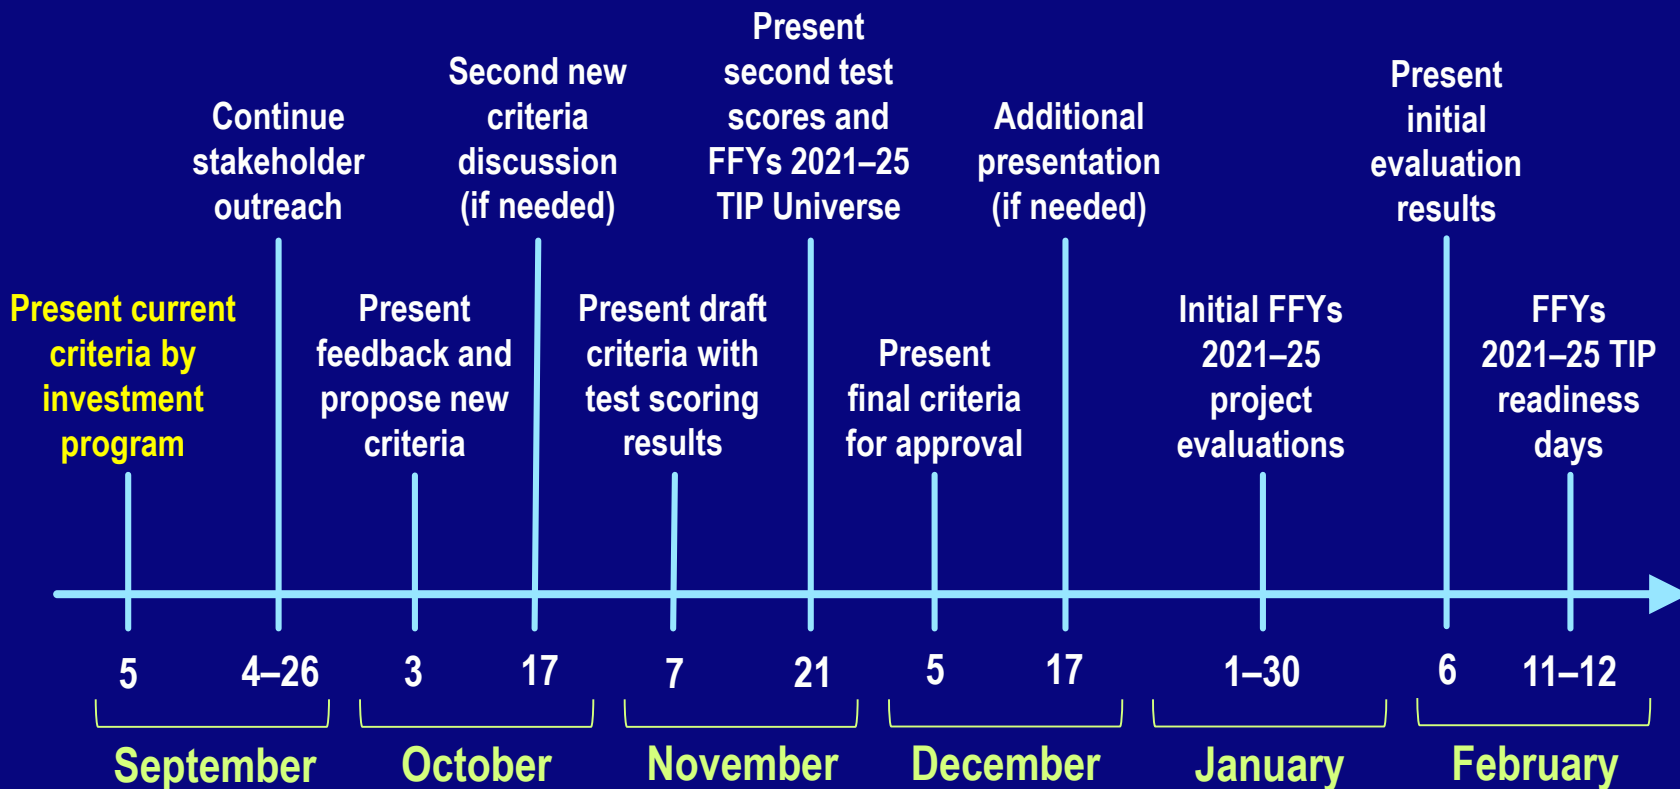 Present current
criteria by
investment
program
Continue
stakeholder
outreach
Present
feedback and
propose new
criteria
Second new
criteria
discussion
(if needed)
Present draft
criteria with
test scoring
results
Present
second test
scores and
FFYs 2021–25
TIP Universe
Present
final criteria
for approval
Additional
presentation
(if needed)
Initial FFYs
2021–25
project
evaluations
Present
initial
evaluation
results
FFYs
2021–25 TIP
readiness
days
5
4–26
3
17
7
21
5
17
1–30
6
11–12
September
October
November
December
January
February